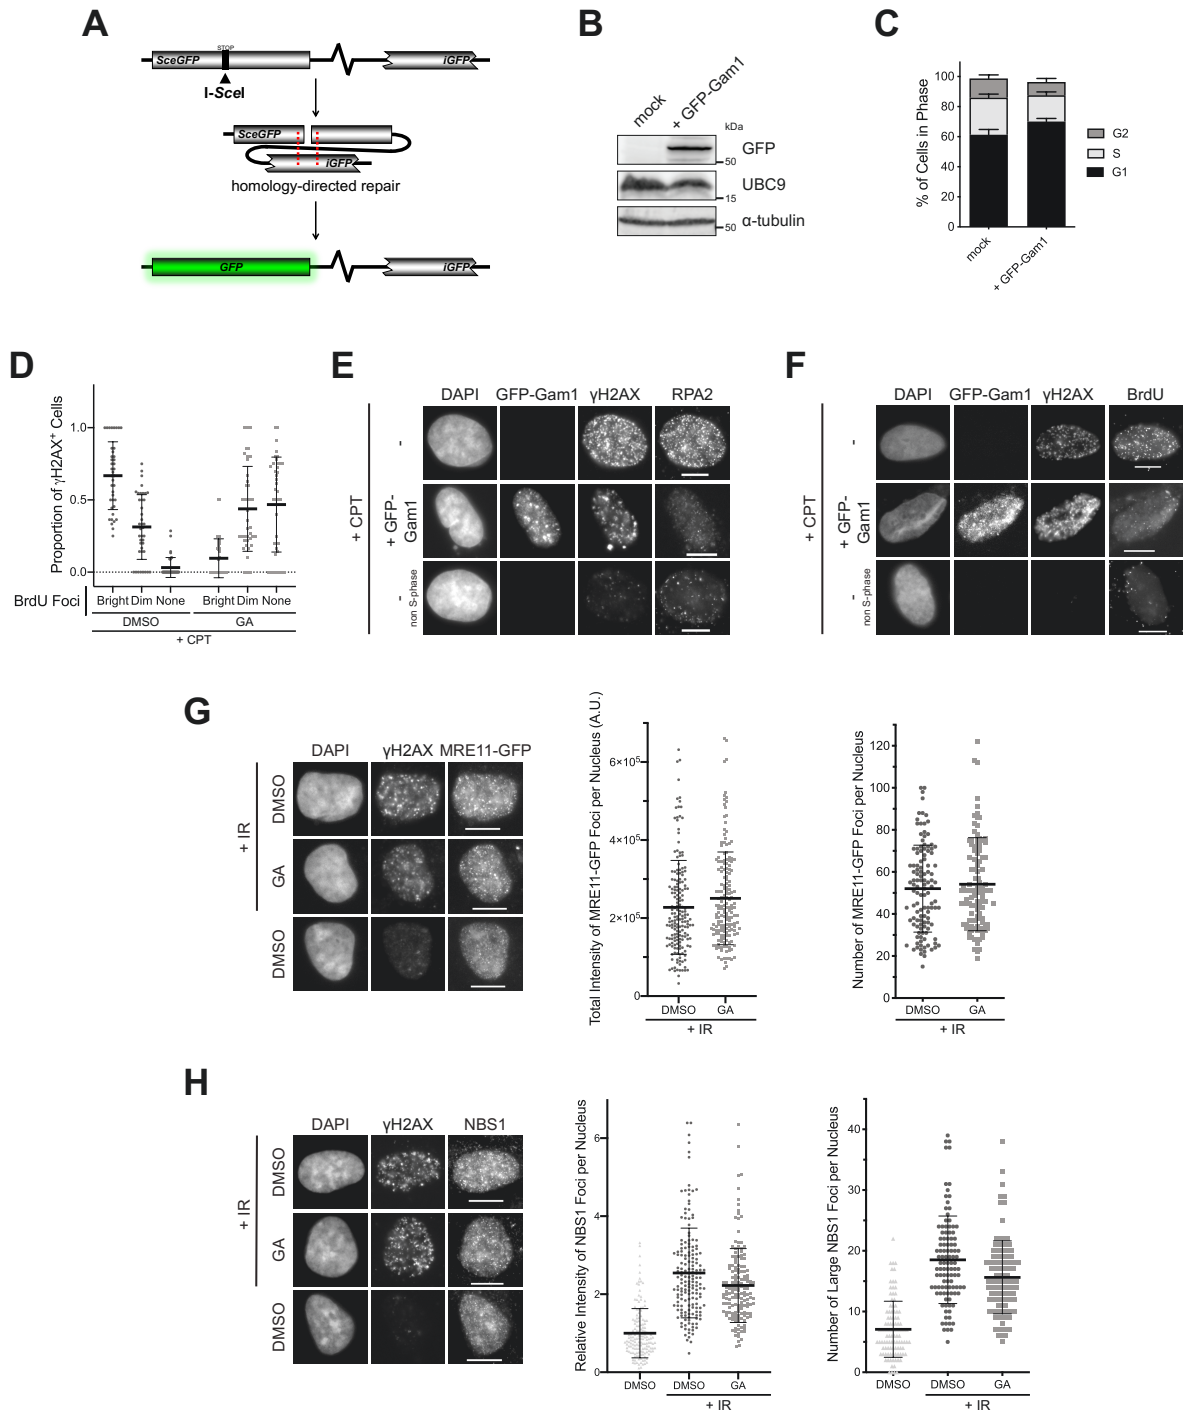 A
SceGFP
STOP
iGFP
I-SceI
SceGFP
iGFP
homology-directed repair
GFP
iGFP
B
mock
+ GFP-Gam1
kDa
GFP
50
UBC9
15
α-tubulin
50
C
% of Cells in Phase
100
80
60
40
20
0
mock
+ GFP-Gam1
G2
S
G1
D
Proportion of γH2AX+ Cells
1.0
0.5
0.0
BrdU Foci
Bright Dim None
Bright Dim None
DMSO
GA
+ CPT
E
DAPI GFP-Gam1 γH2AX RPA2
+ CPT
-
+ GFP-
Gam1
-
non S-phase
F
DAPI GFP-Gam1 γH2AX BrdU
+ CPT
-
+ GFP-
Gam1
-
non S-phase
G
DAPI γH2AX MRE11-GFP
+ IR
DMSO
GA
DMSO
Total Intensity of MRE11-GFP Foci per Nucleus (A.U.)
6×10⁵
4×10⁵
2×10⁵
0
DMSO GA
+ IR
Number of MRE11-GFP Foci per Nucleus
120
100
80
60
40
20
0
DMSO GA
+ IR
H
DAPI γH2AX NBS1
+ IR
DMSO
GA
DMSO
Relative Intensity of NBS1 Foci per Nucleus
6
4
2
0
DMSO DMSO GA
+ IR
Number of Large NBS1 Foci per Nucleus
40
30
20
10
0
DMSO DMSO GA
+ IR